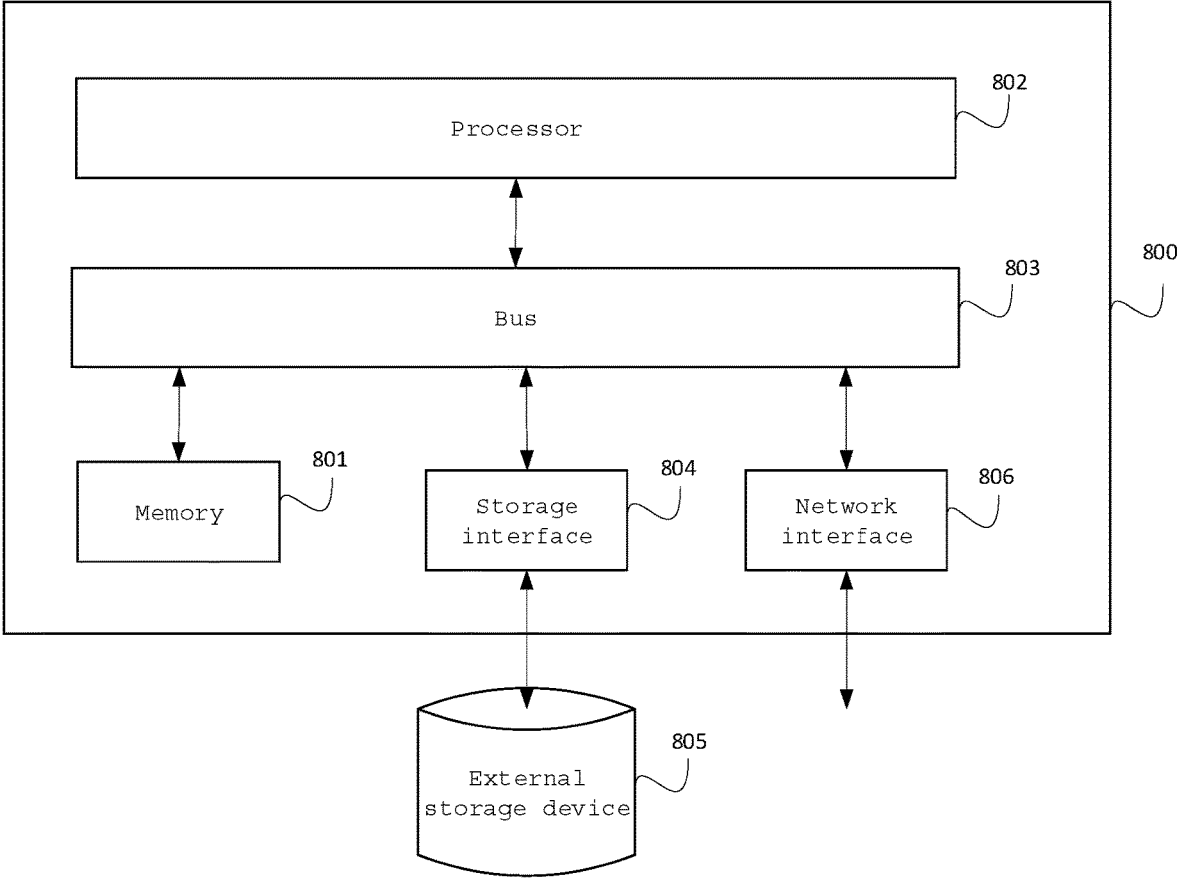 802
Processor
800
803
Bus
801
804
806
Memory
Storage
interface
Network
interface
805
External
storage device